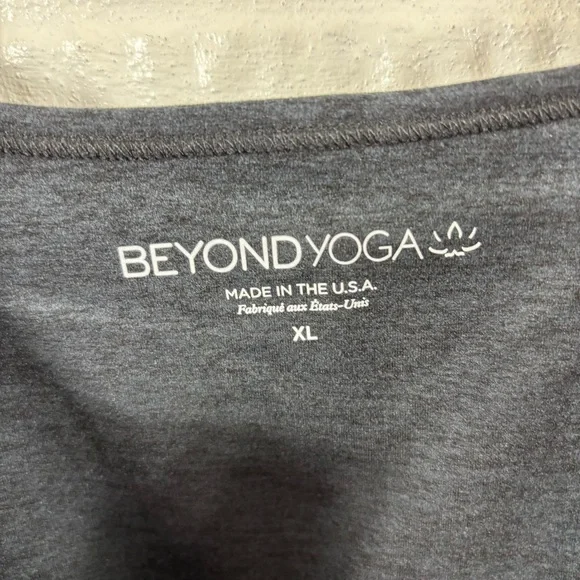 BEYOND YOGA
MADE IN THE U.S.A.
Fabriqué aux États-Unis
XL